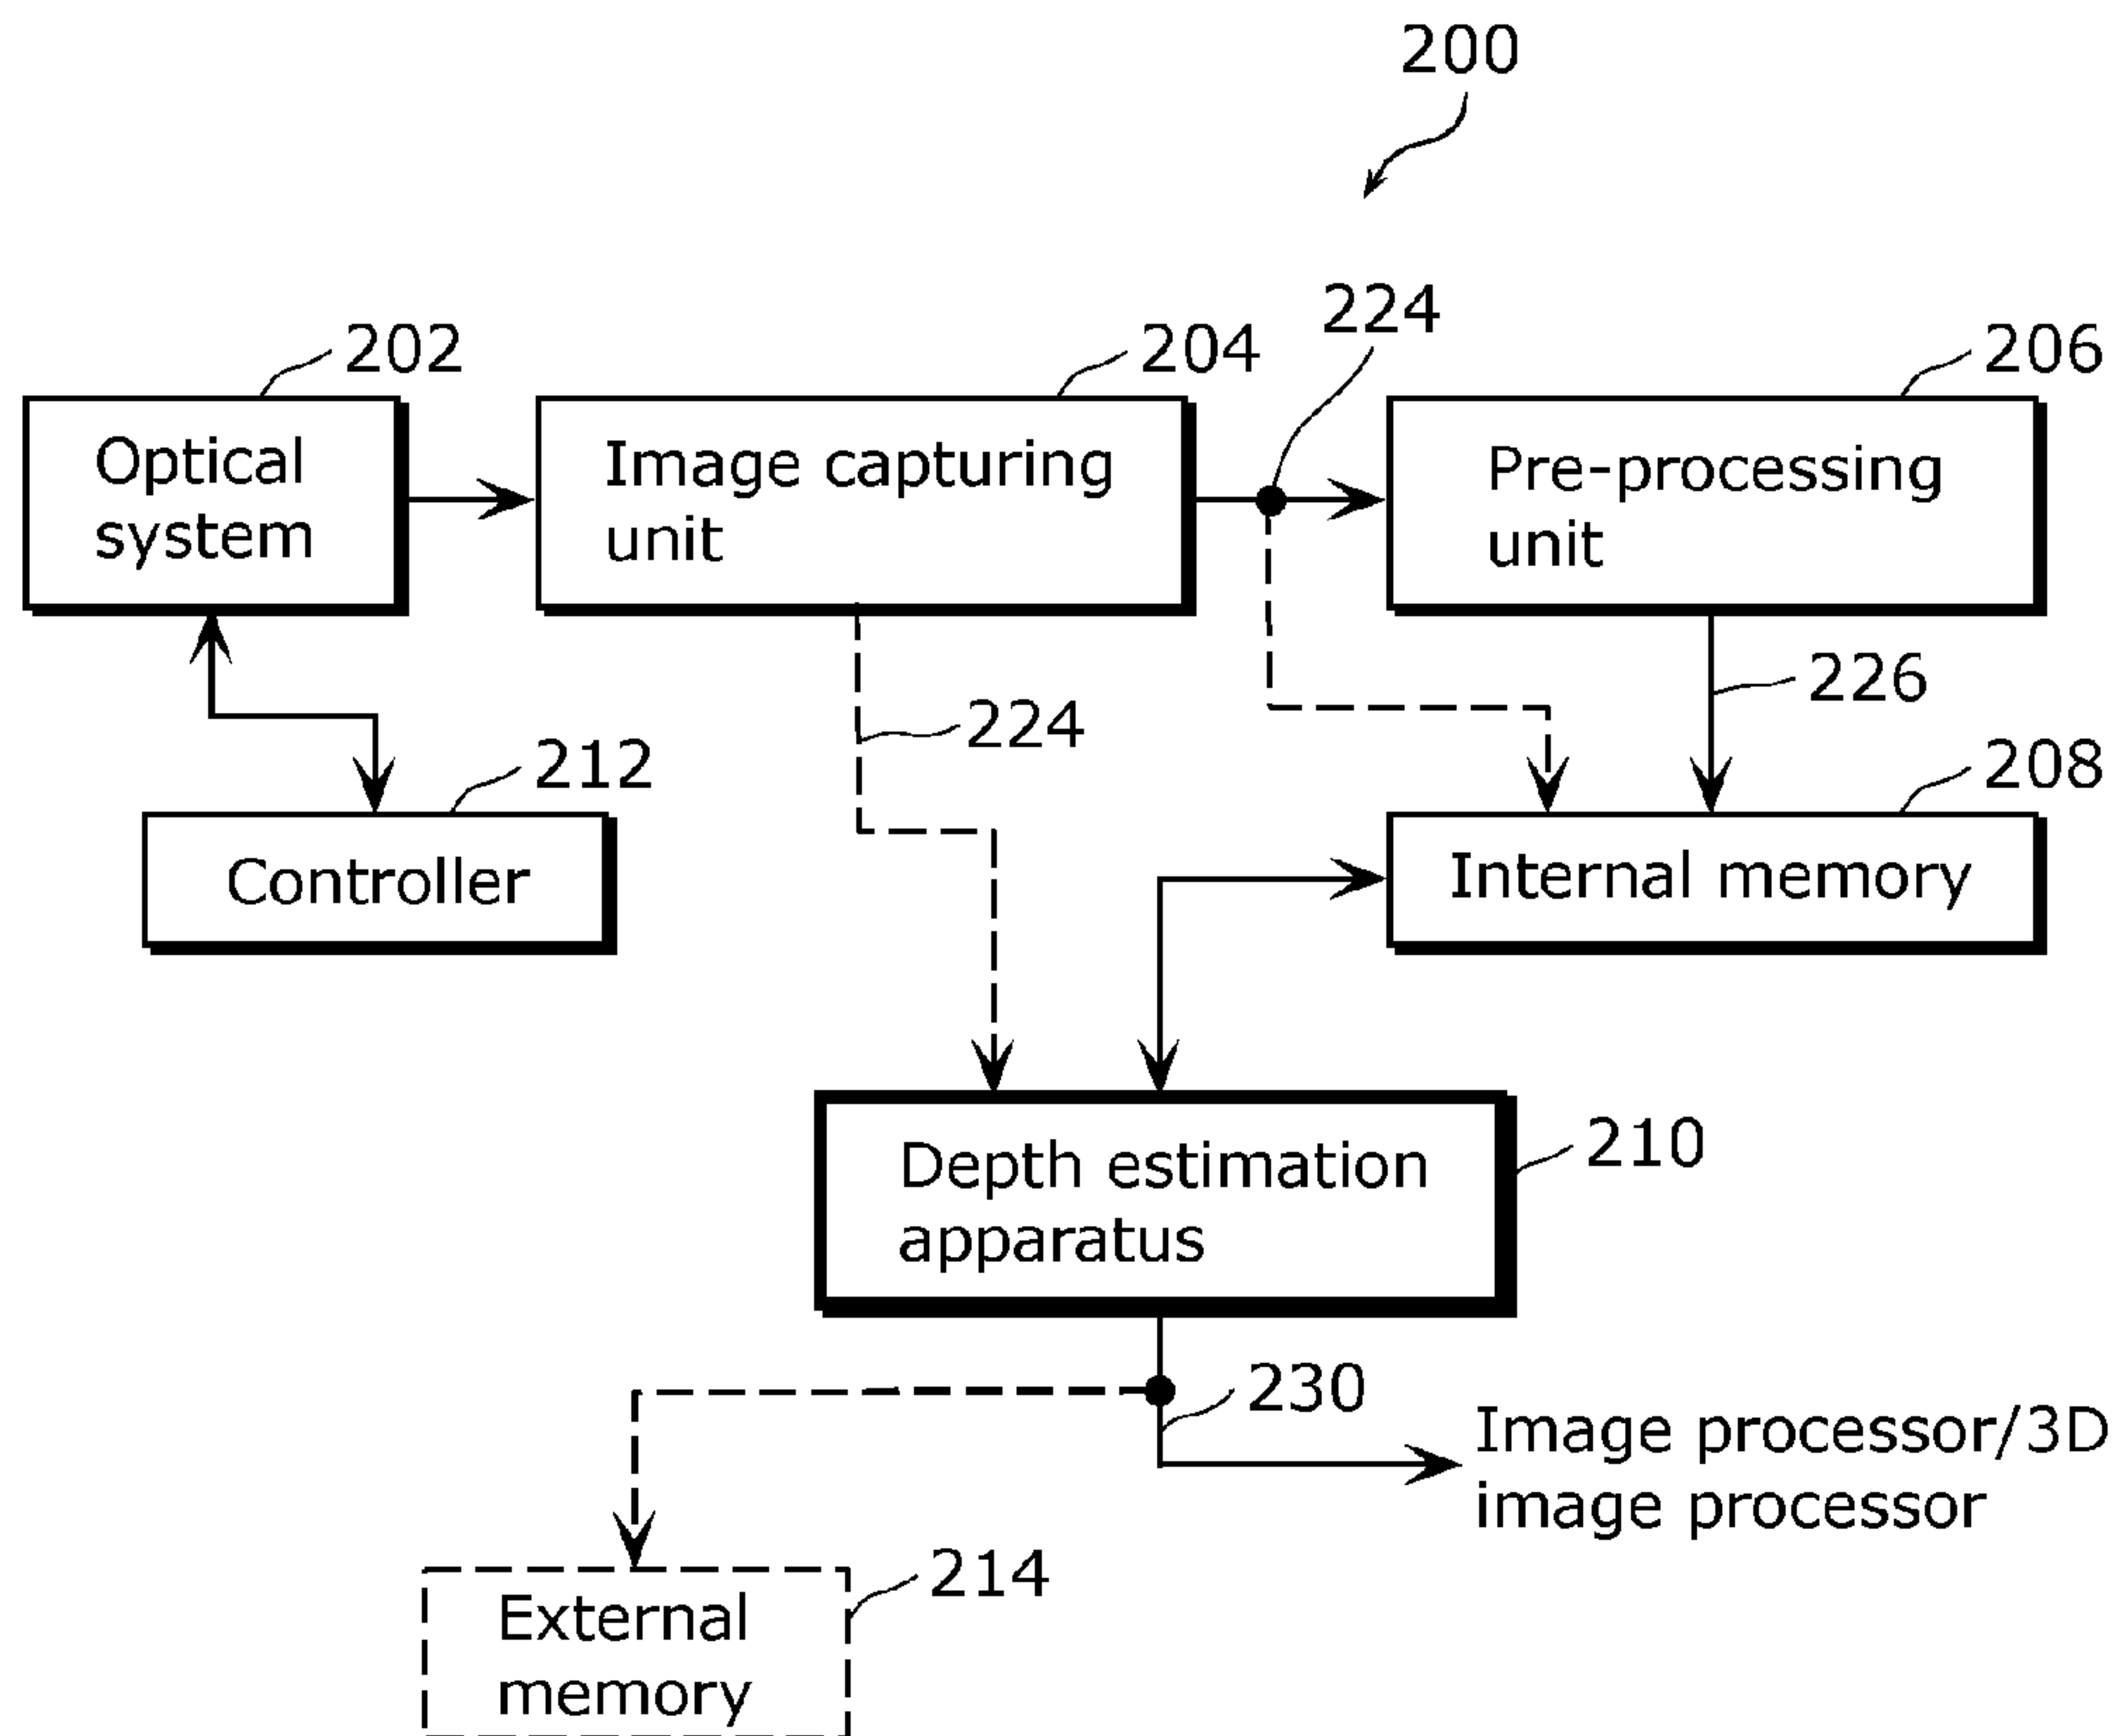 200
224
202
204
206
Optical
system
Image capturing
unit
Pre-processing
unit
226
224
212
208
Controller
Internal memory
210
Depth estimation
apparatus
230
Image processor/3D
image processor
214
External
memory